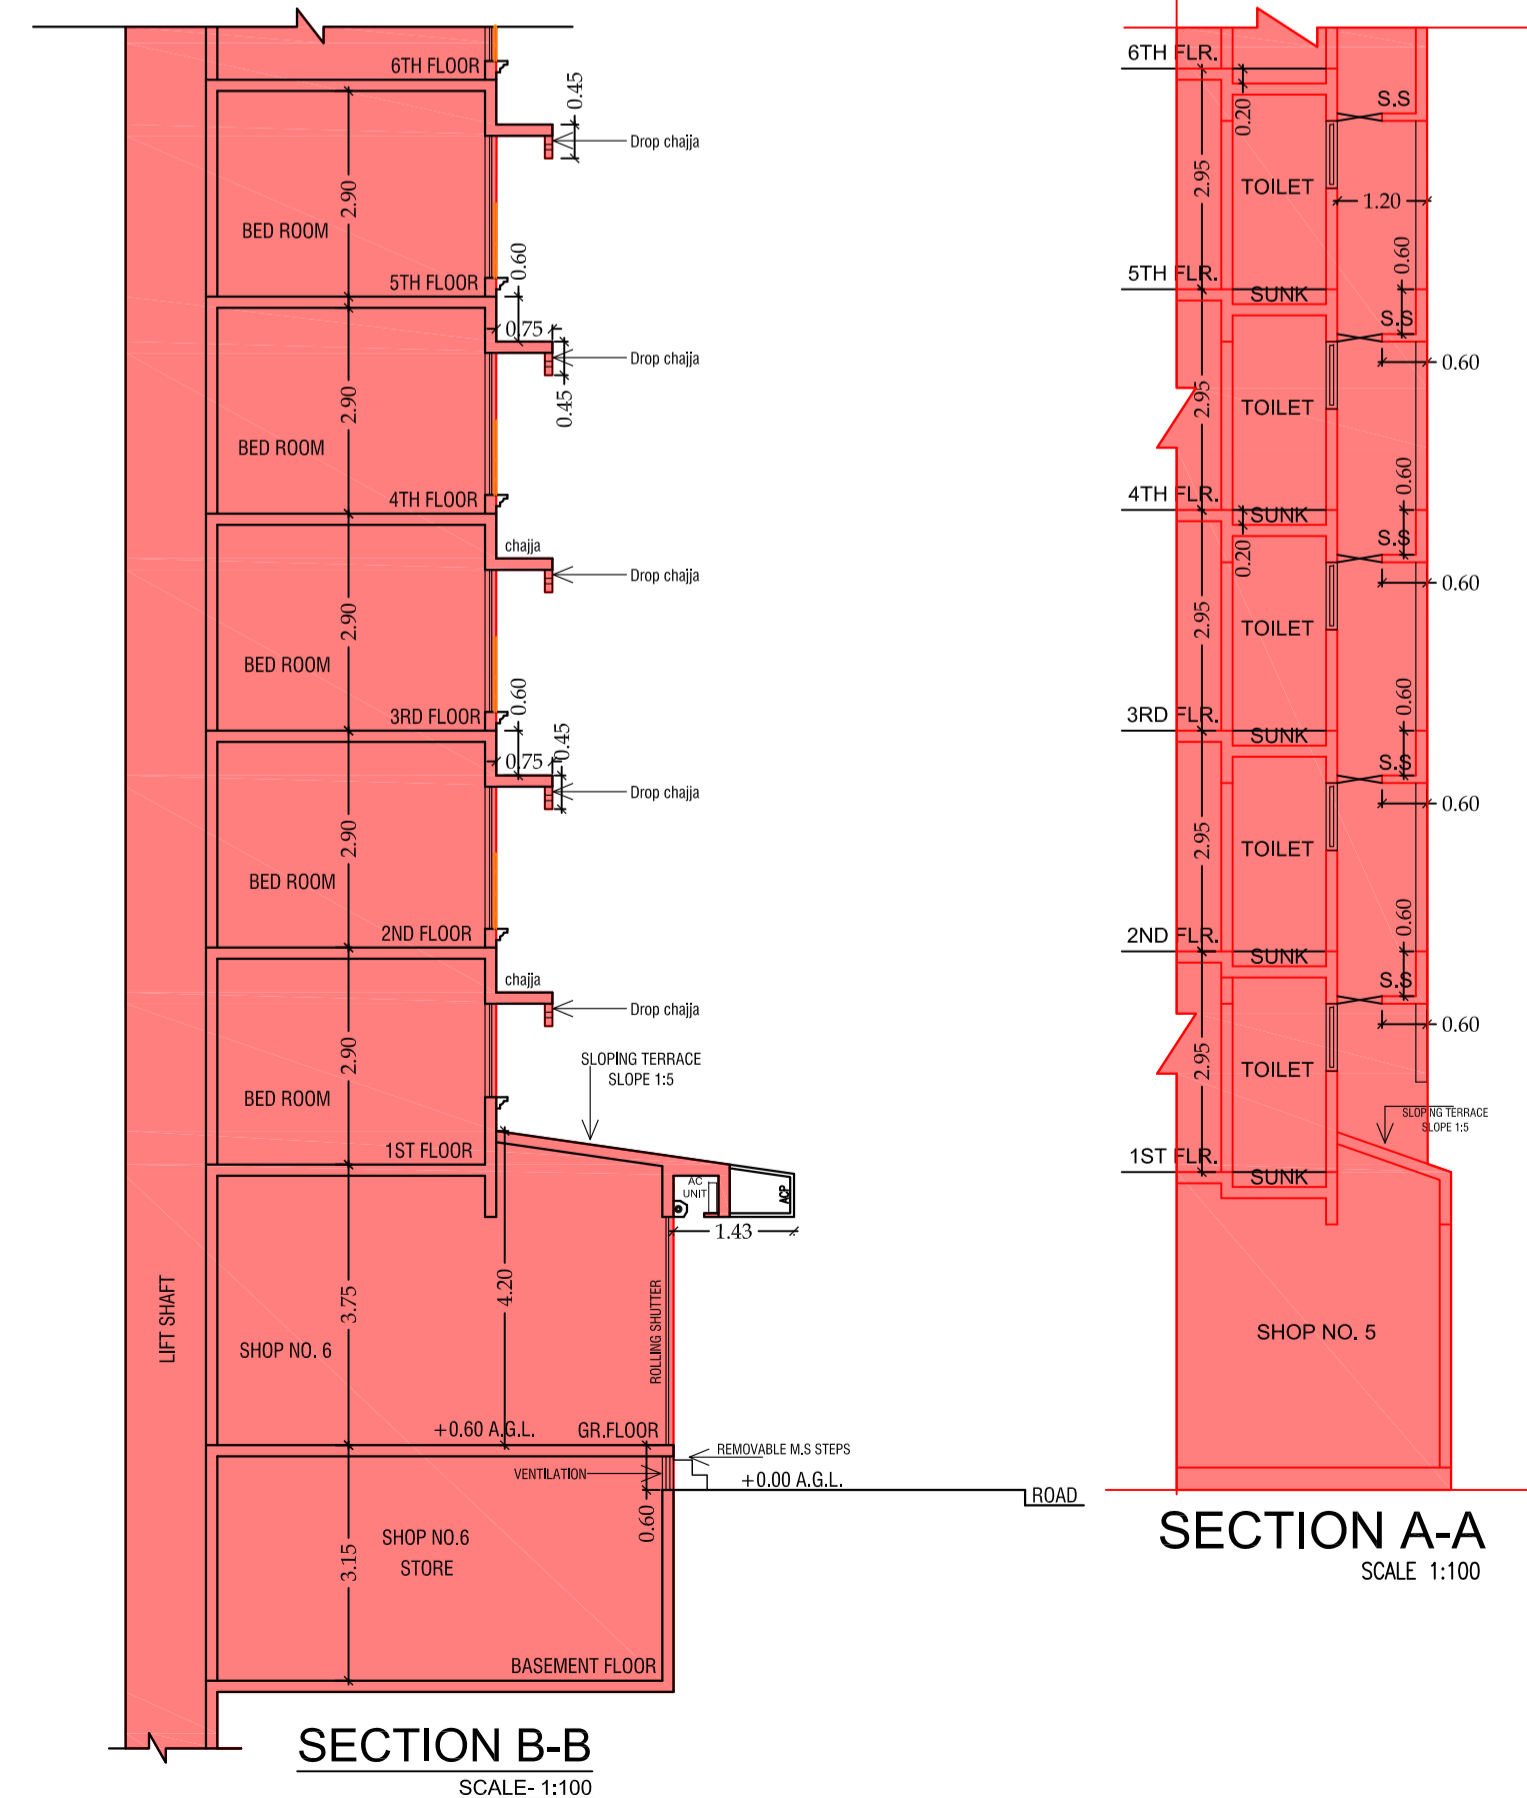 6TH FLOOR
0.45
Drop chajja
2.90
BED ROOM
0.60
5TH FLOOR
0.75
Drop chajja
0.45
2.90
BED ROOM
4TH FLOOR
chajja
Drop chajja
2.90
BED ROOM
0.60
3RD FLOOR
0.45
0.75
Drop chajja
2.90
BED ROOM
2ND FLOOR
chajja
Drop chajja
2.90
SLOPING TERRACE
SLOPE 1:5
BED ROOM
1ST FLOOR
AC
UNIT
ACP
1.43
4.20
3.75
LIFT SHAFT
ROLLING SHUTTER
SHOP NO. 6
+0.60 A.G.L.
GR.FLOOR
REMOVABLE M.S STEPS
VENTILATION
+0.00 A.G.L.
ROAD
0.60
SHOP NO.6
STORE
3.15
BASEMENT FLOOR
SECTION B-B
SCALE- 1:100
6TH FLR.
S.S
0.20
2.95
TOILET
1.20
0.60
5TH FLR.
SUNK
S.S
0.60
2.95
TOILET
0.60
4TH FLR.
SUNK
S.S
0.20
0.60
2.95
TOILET
0.60
3RD FLR.
SUNK
S.S
0.60
2.95
TOILET
0.60
2ND FLR.
SUNK
S.S
0.60
2.95
TOILET
SLOPING TERRACE
SLOPE 1:5
1ST FLR.
SUNK
SHOP NO. 5
SECTION A-A
SCALE 1:100